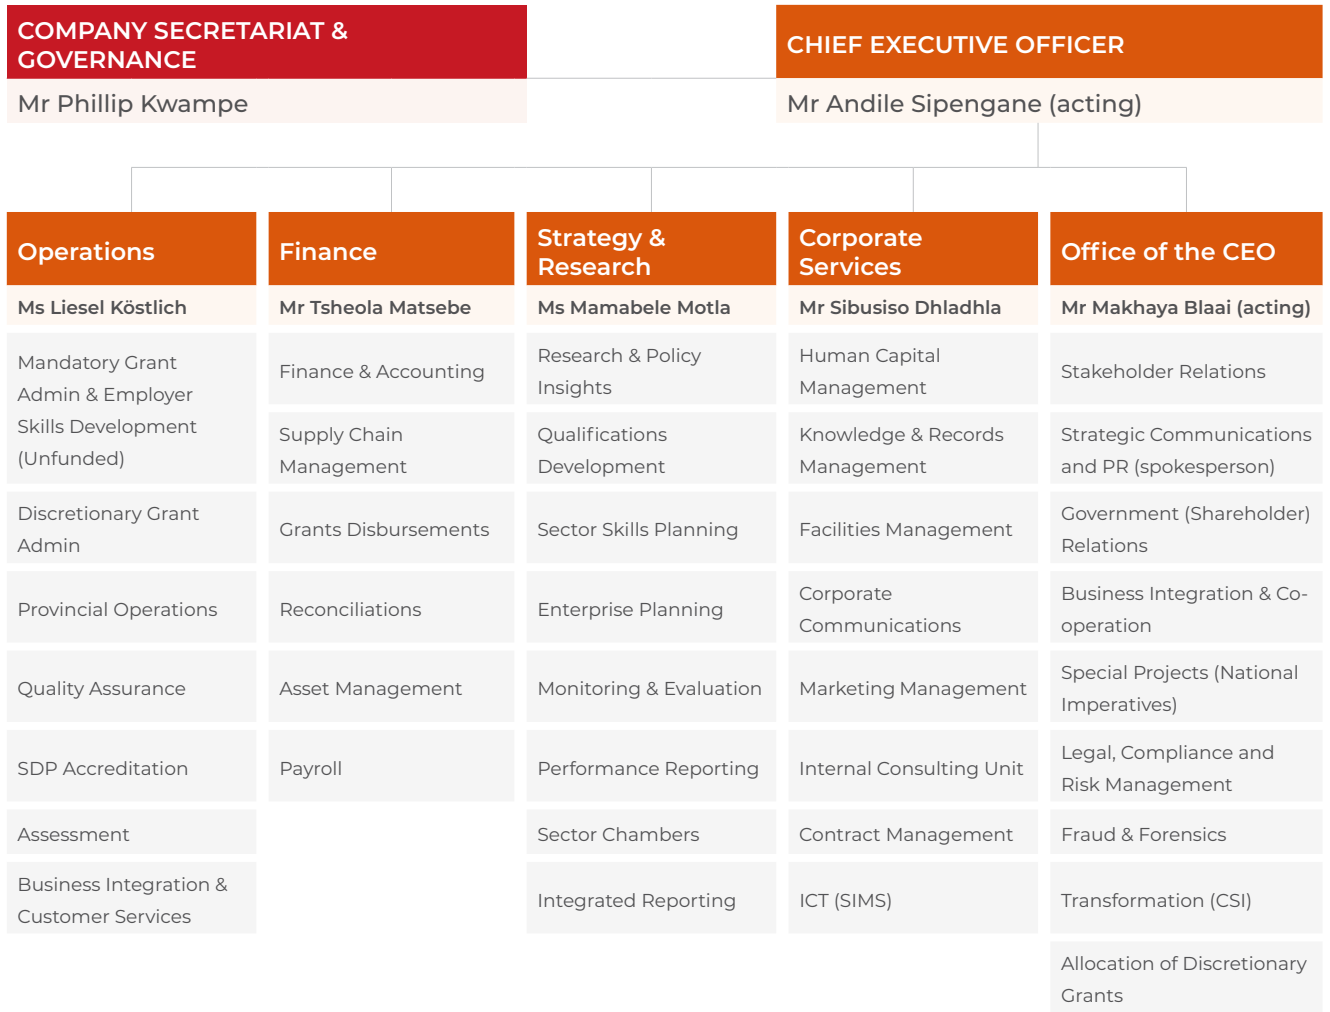 COMPANY SECRETARIAT &
GOVERNANCE
Mr Phillip Kwampe
CHIEF EXECUTIVE OFFICER
Mr Andile Sipengane (acting)
Operations
Ms Liesel Köstlich
Mandatory Grant
Admin & Employer
Skills Development
(Unfunded)
Discretionary Grant
Admin
Provincial Operations
Quality Assurance
SDP Accreditation
Assessment
Business Integration &
Customer Services
Finance
Mr Tsheola Matsebe
Finance & Accounting
Supply Chain
Management
Grants Disbursements
Reconciliations
Asset Management
Payroll
Strategy &
Research
Ms Mamabele Motla
Research & Policy
Insights
Qualifications
Development
Sector Skills Planning
Enterprise Planning
Monitoring & Evaluation
Performance Reporting
Sector Chambers
Integrated Reporting
Corporate
Services
Mr Sibusiso Dhladhla
Human Capital
Management
Knowledge & Records
Management
Facilities Management
Corporate
Communications
Marketing Management
Internal Consulting Unit
Contract Management
ICT (SIMS)
Office of the CEO
Mr Makhaya Blaai (acting)
Stakeholder Relations
Strategic Communications
and PR (spokesperson)
Government (Shareholder)
Relations
Business Integration & Co-
operation
Special Projects (National
Imperatives)
Legal, Compliance and
Risk Management
Fraud & Forensics
Transformation (CSI)
Allocation of Discretionary
Grants